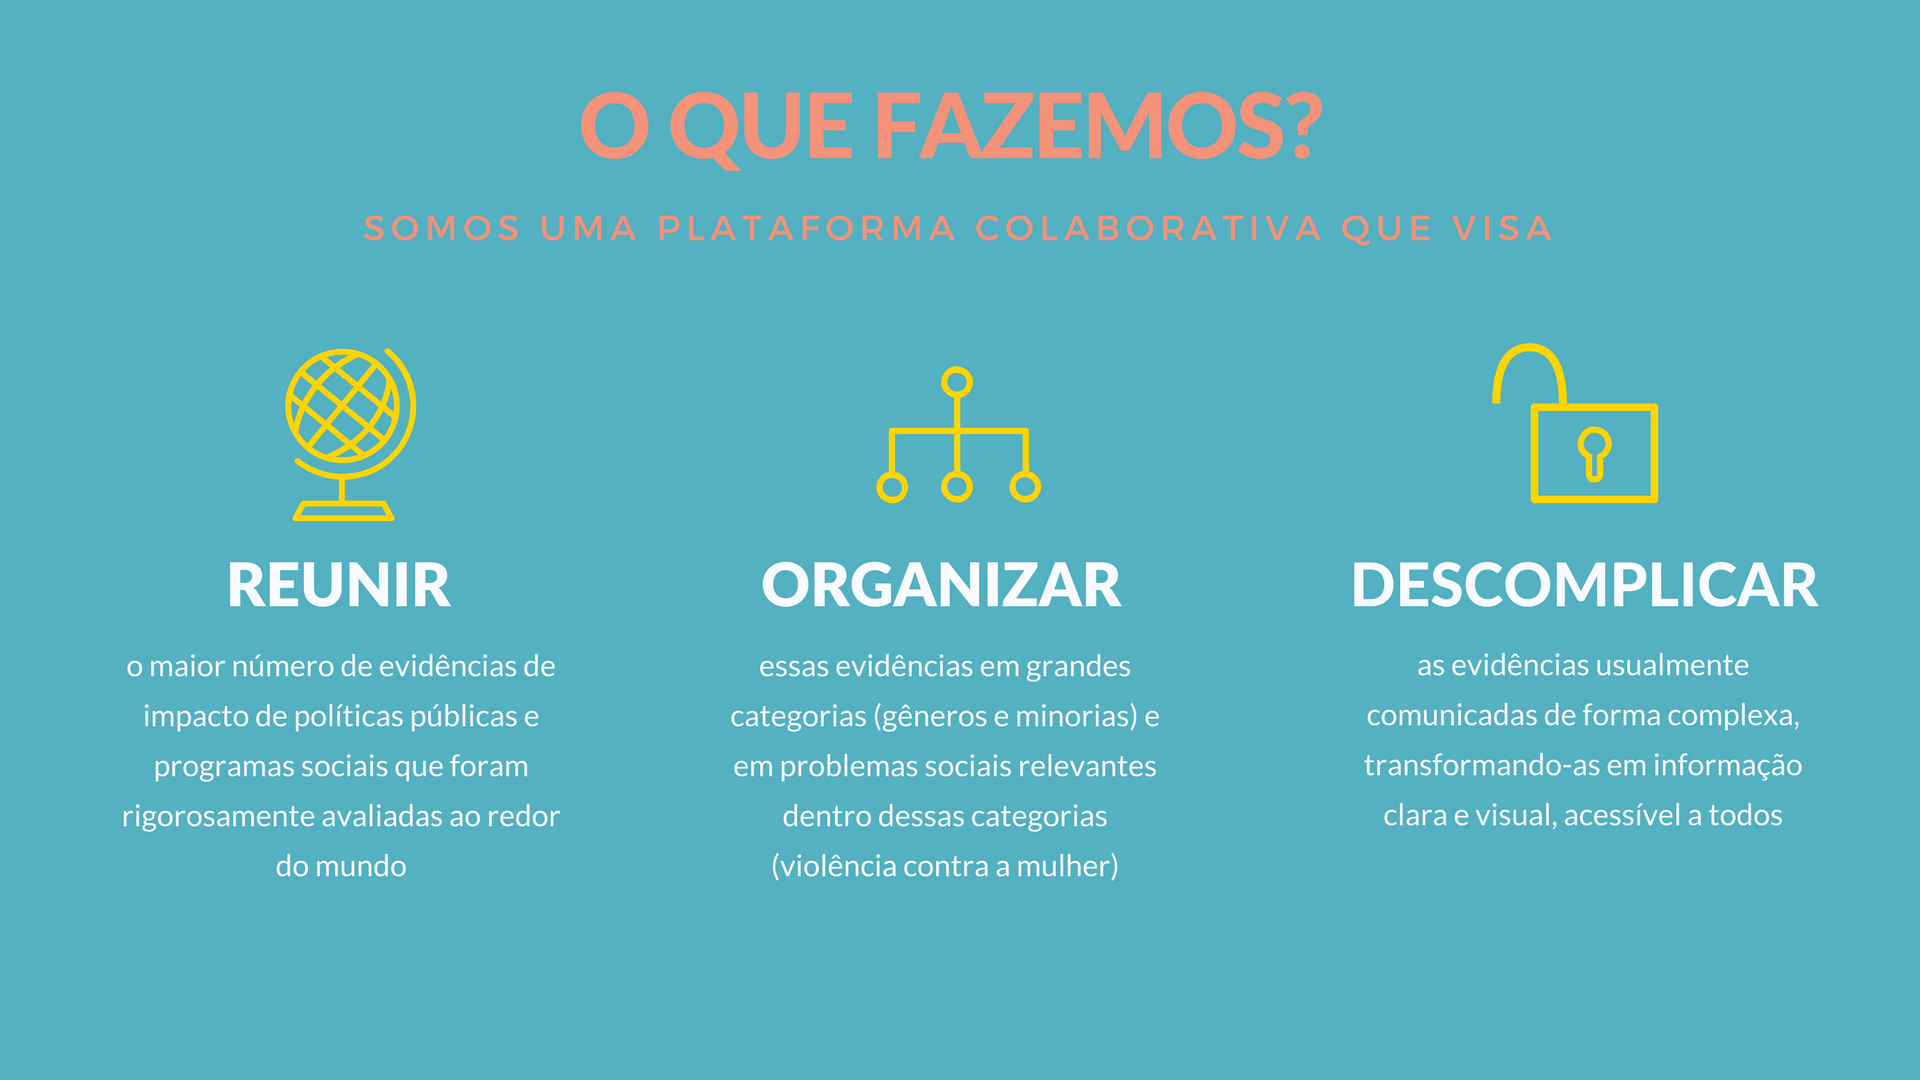 O QUE FAZEMOS?
SOMOS UMA PLATAFORMA COLABORATIVA QUE VISA
REUNIR
o maior número de evidências de
impacto de políticas públicas e
programas sociais que foram
rigorosamente avaliadas ao redor
do mundo
ORGANIZAR
essas evidências em grandes
categorias (gêneros e minorias) e
em problemas sociais relevantes
dentro dessas categorias
(violência contra a mulher)
DESCOMPLICAR
as evidências usualmente
comunicadas de forma complexa,
transformando-as em informação
clara e visual, acessível a todos